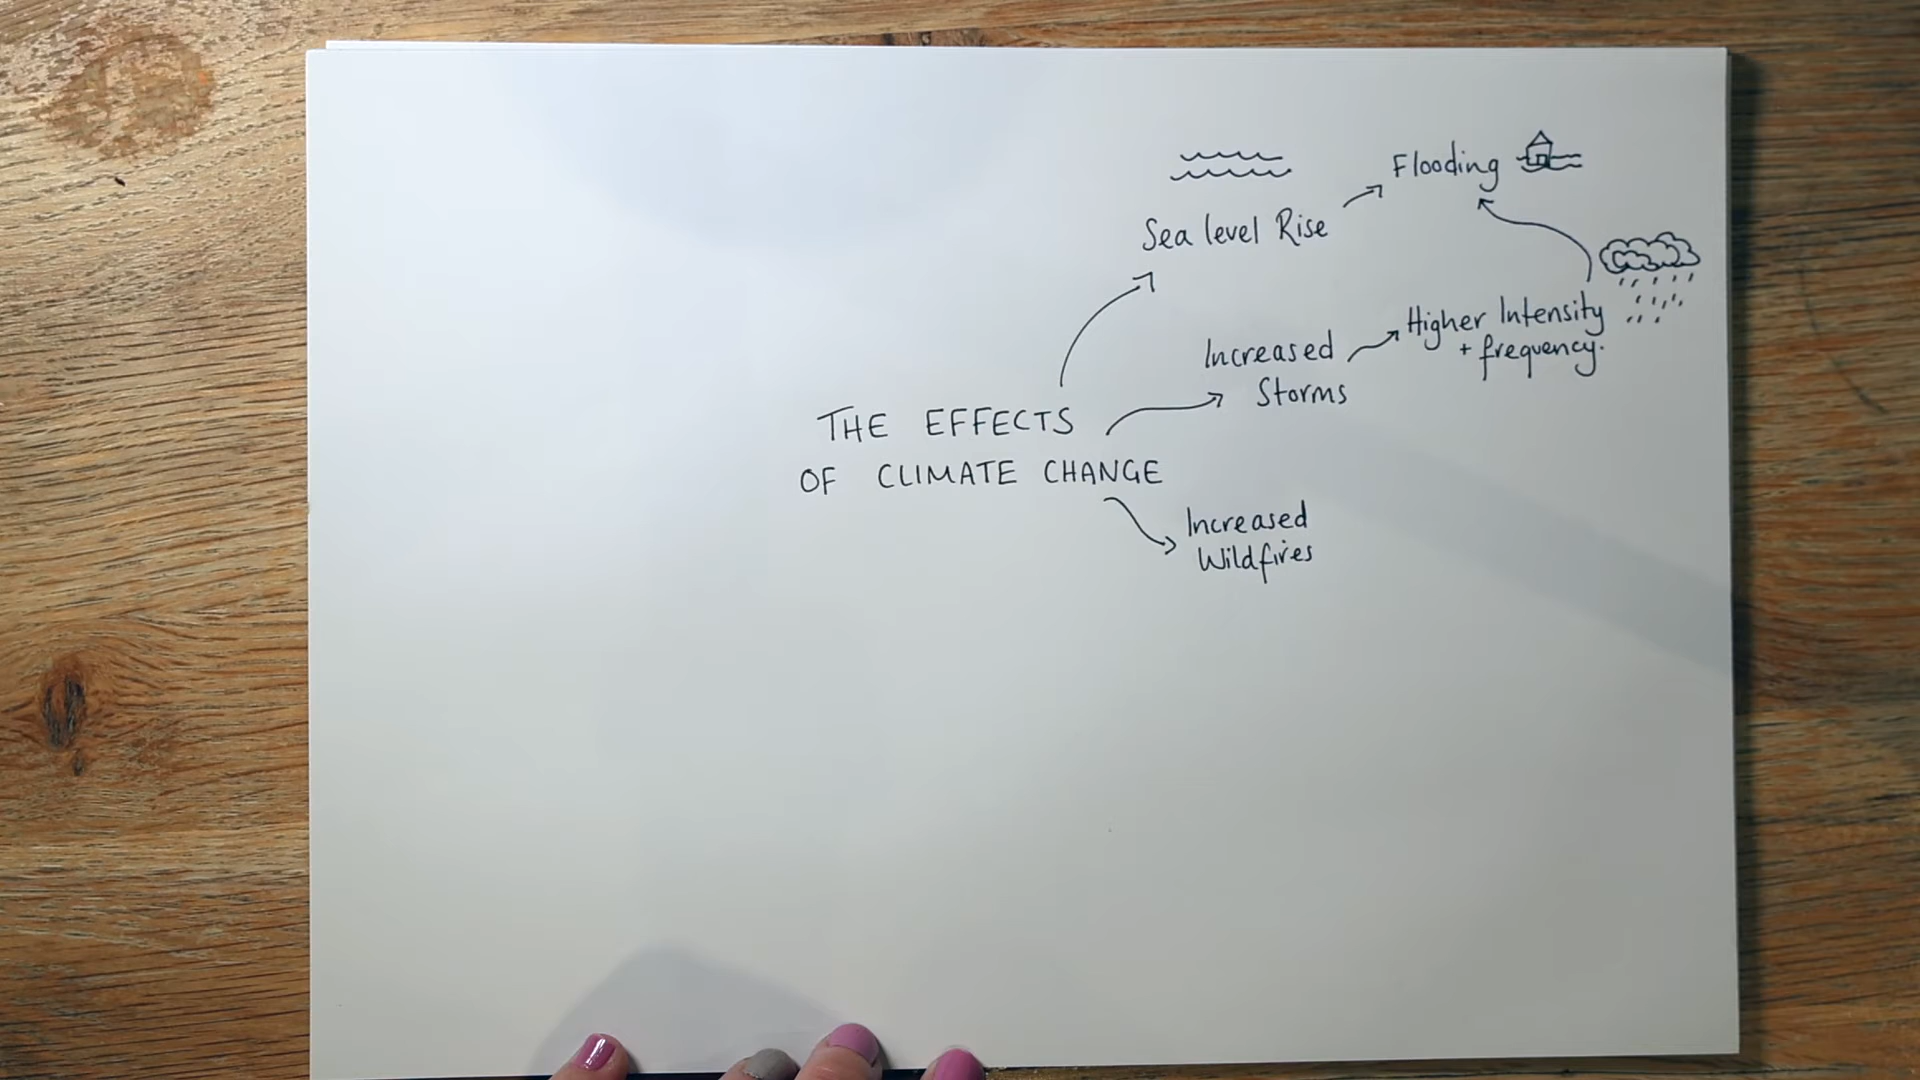 Flooding
Sea level Rise
Higher Intensity
+ frequency.
Increased
Storms
THE EFFECTS
OF CLIMATE CHANGE
Increased
Wildfires